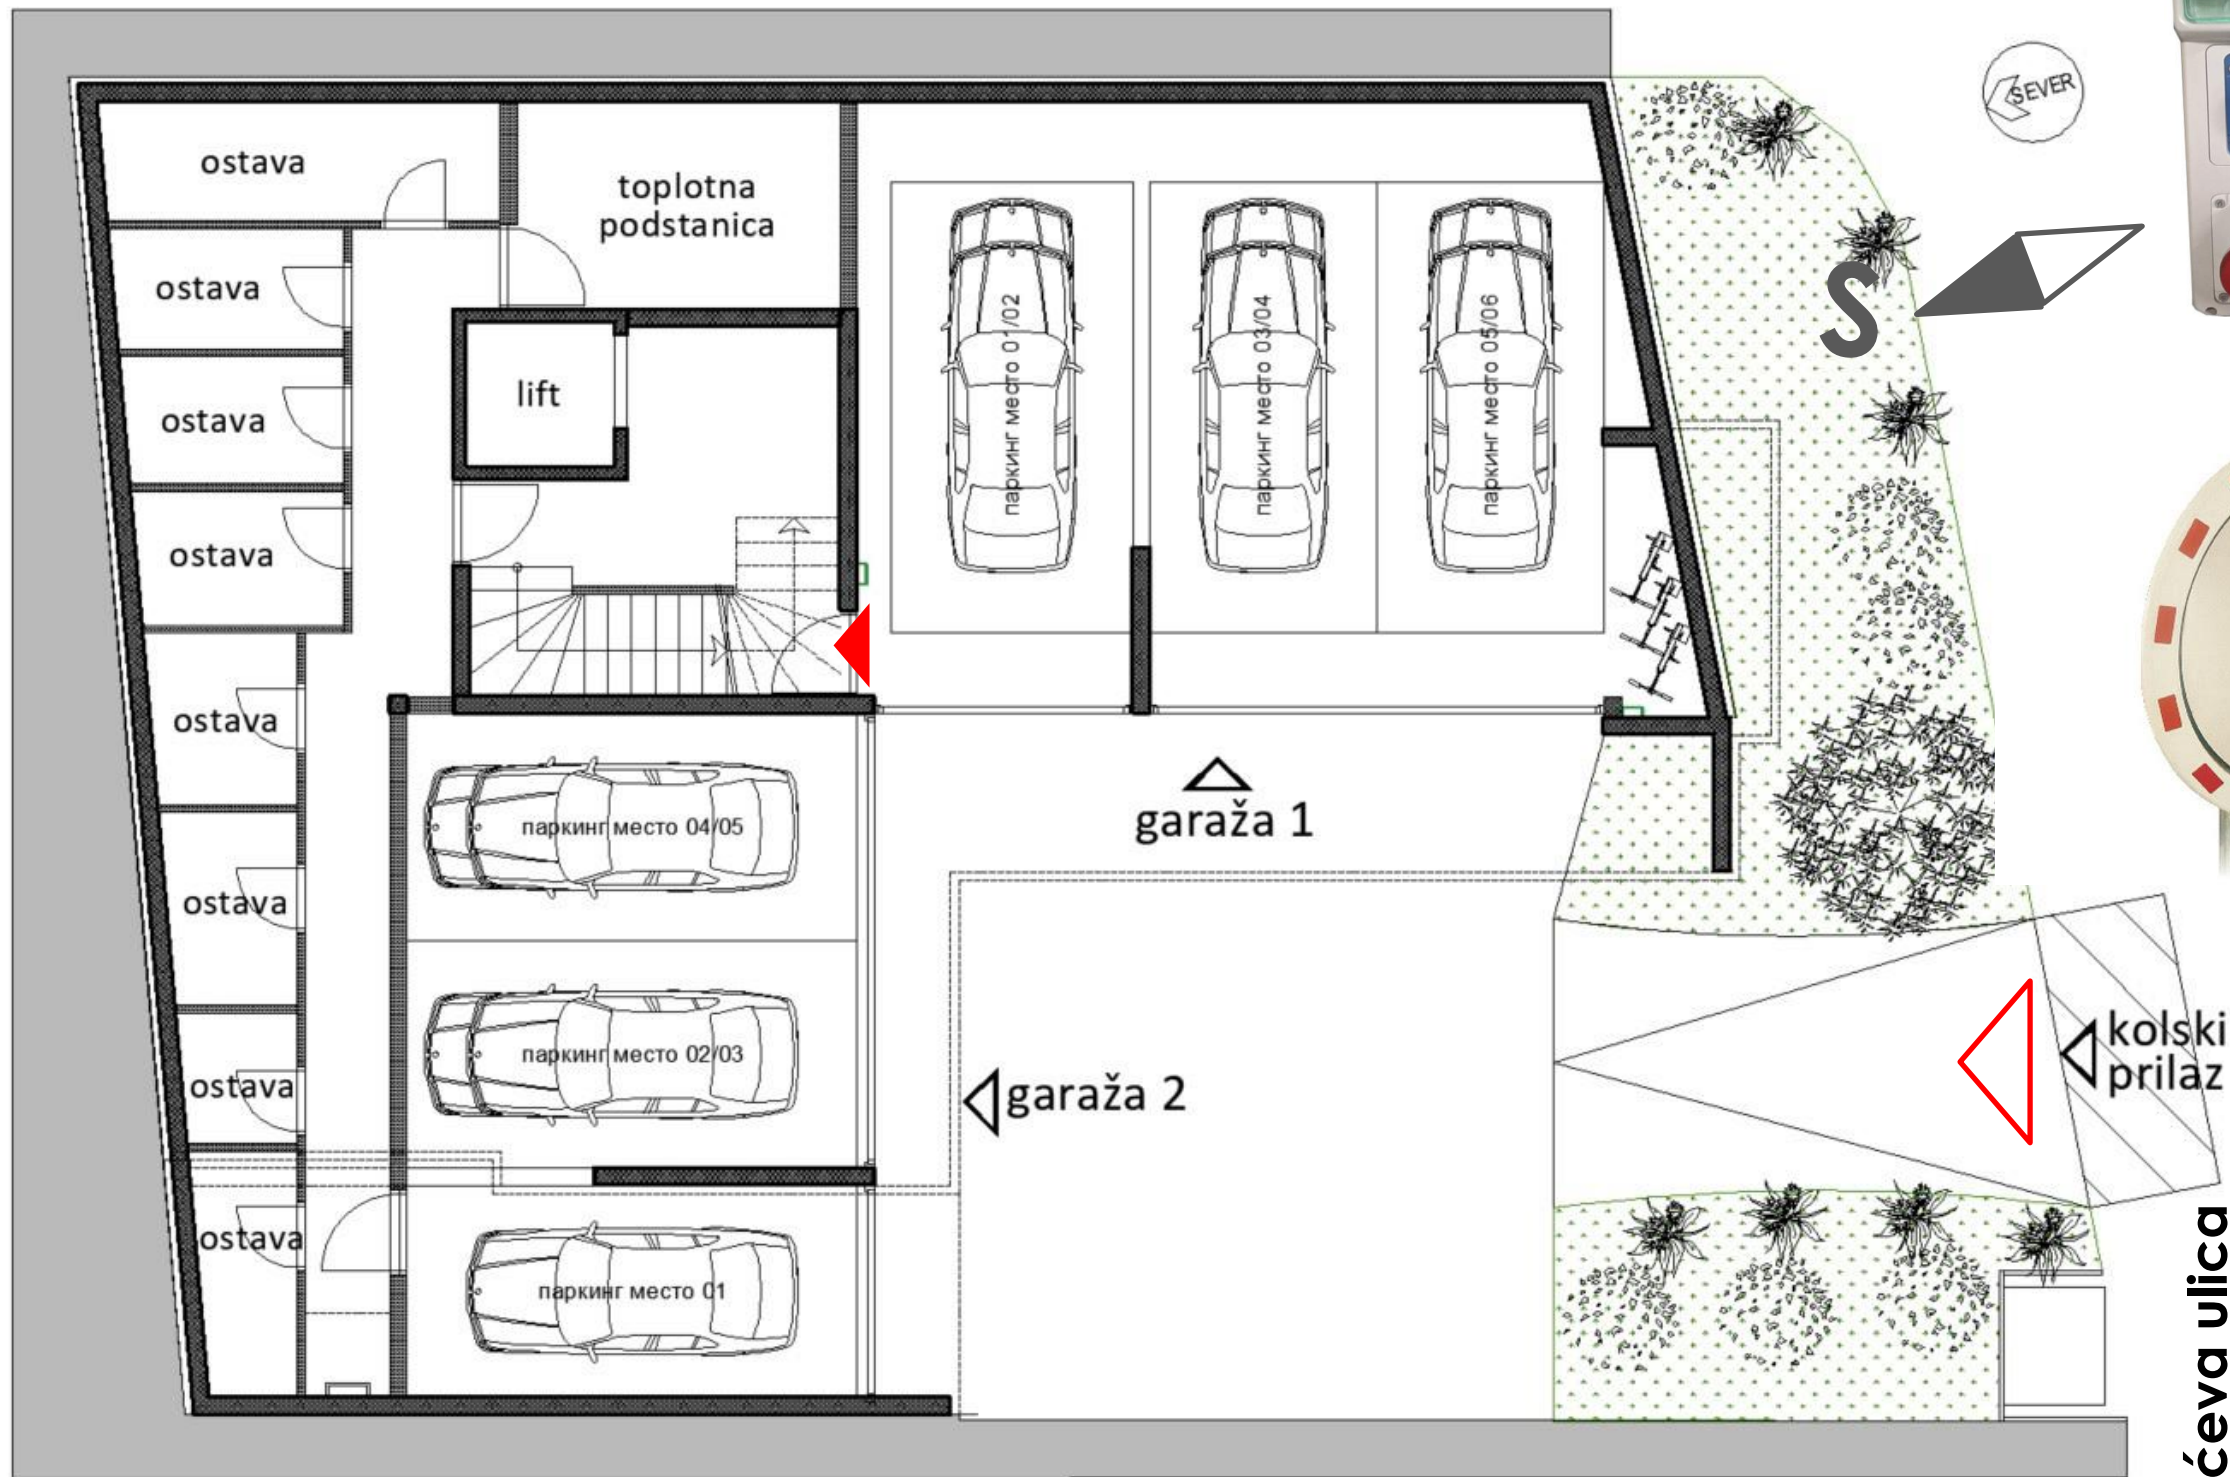 SEVER
S
ostava
toplotna
podstanica
ostava
ostava
lift
ostava
паркинг место 01/02
паркинг место 03/04
паркинг место 05/06
ostava
паркинг место 04/05
garaža 1
ostava
паркинг место 02/03
garaža 2
kolski
prilaz
ostava
ostava
паркинг место 01
ćeva ulica